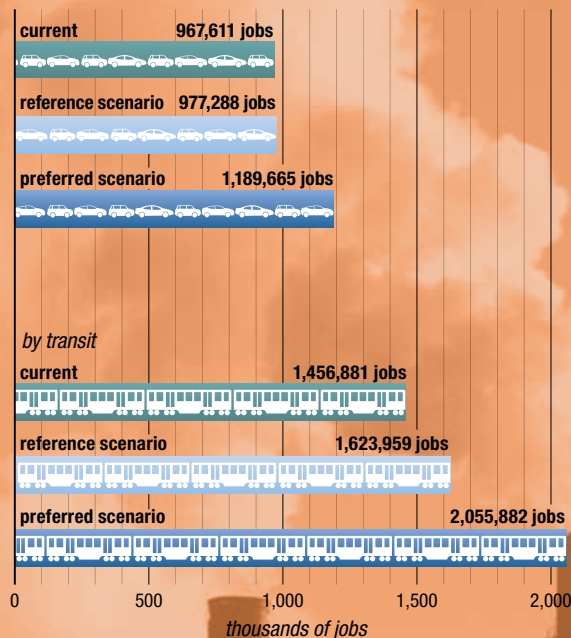 current 967,611 jobs
reference scenario 977,288 jobs
preferred scenario 1,189,665 jobs
by transit
current 1,456,881 jobs
reference scenario 1,623,959 jobs
preferred scenario 2,055,882 jobs
0 500 1,000 1,500 2,000
thousands of jobs